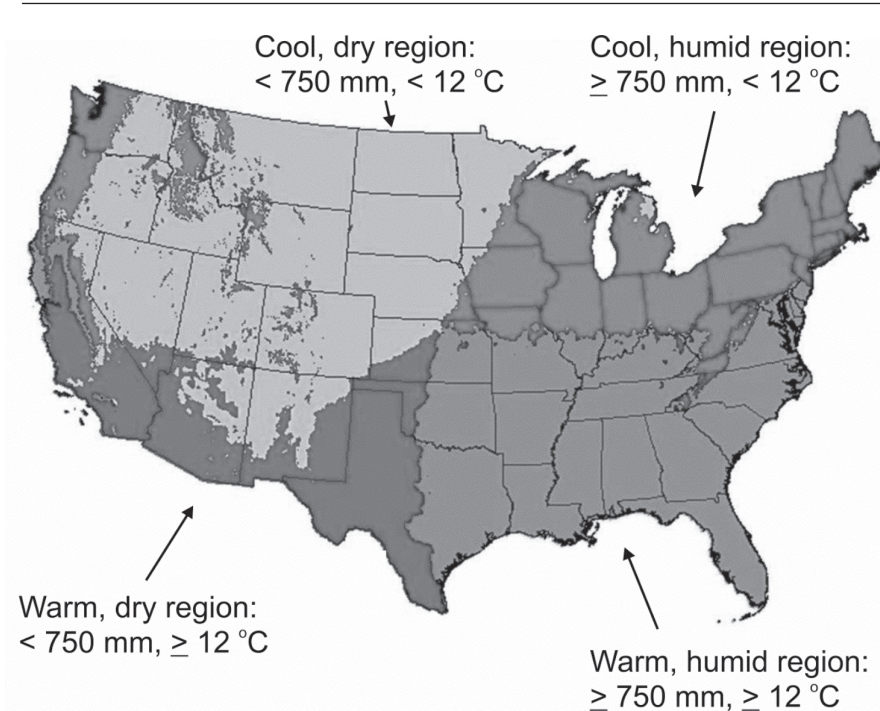 Cool, dry region:
< 750 mm, < 12 °C
Cool, humid region:
≥ 750 mm, < 12 °C
Warm, dry region:
< 750 mm, ≥ 12 °C
Warm, humid region:
≥ 750 mm, ≥ 12 °C